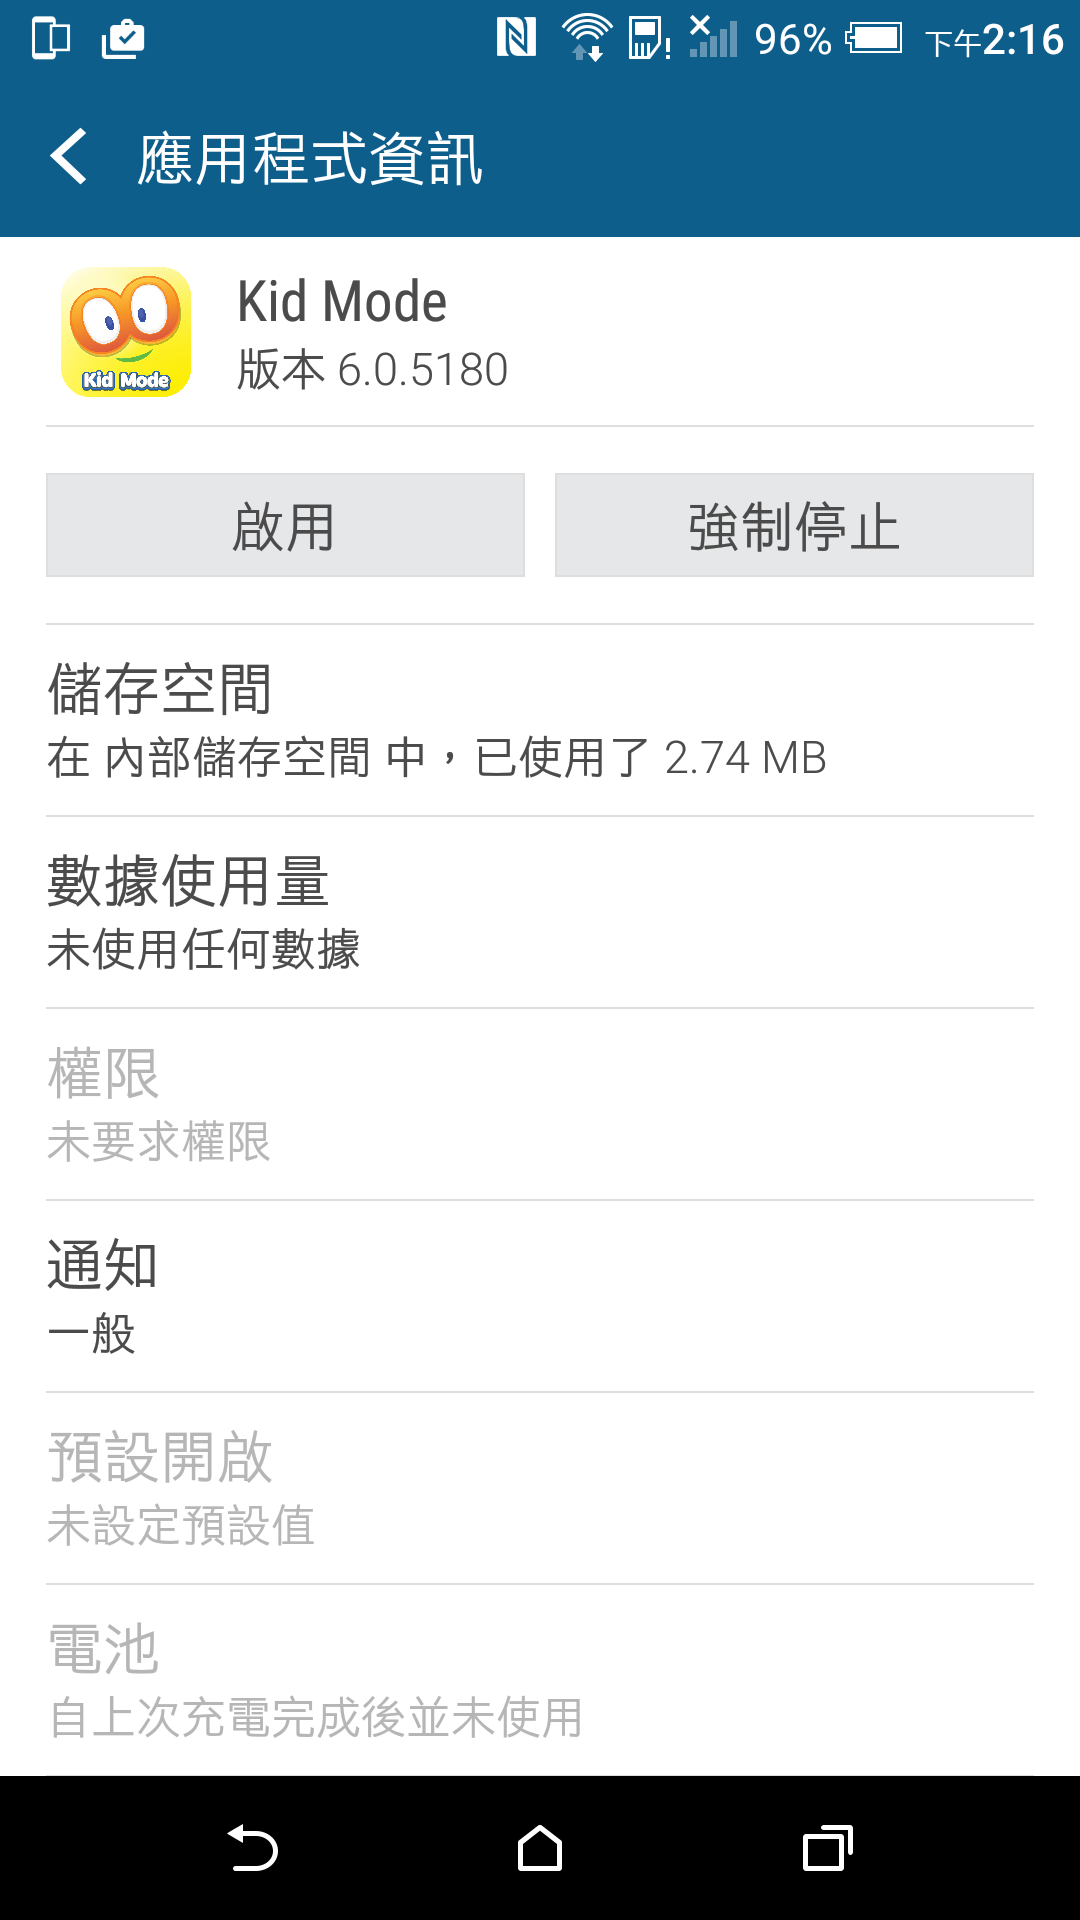 96% 下午2:16
應用程式資訊
Kid Mode
Kid Mode
版本 6.0.5180
啟用
強制停止
儲存空間
在 內部儲存空間 中，已使用了 2.74 MB
數據使用量
未使用任何數據
權限
未要求權限
通知
一般
預設開啟
未設定預設值
電池
自上次充電完成後並未使用